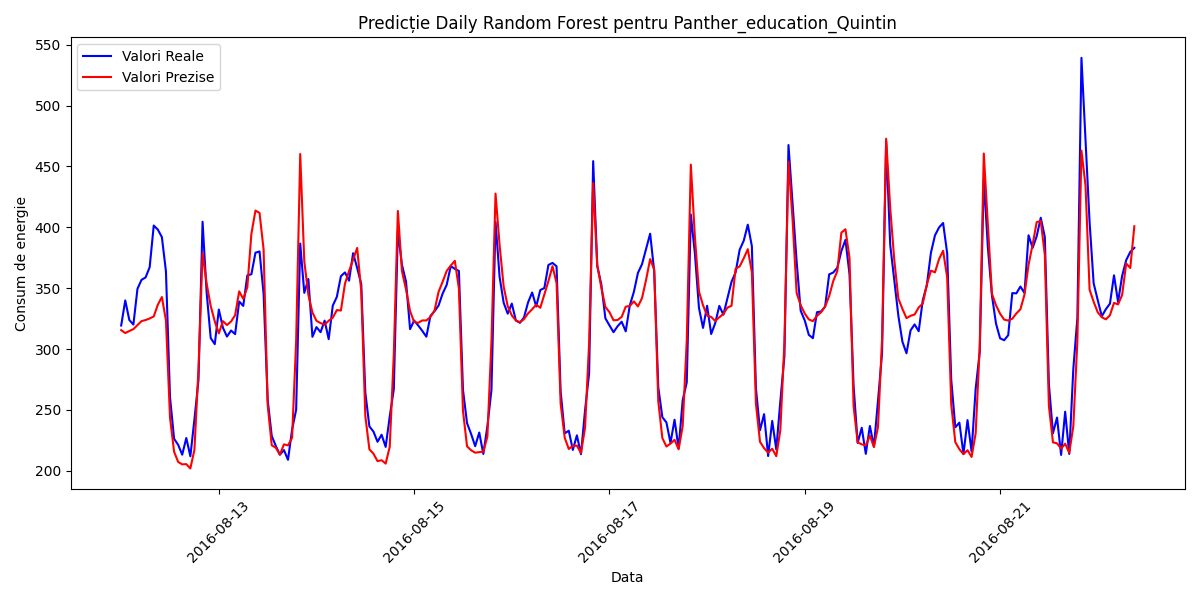 Predicție Daily Random Forest pentru Panther_education_Quintin
Valori Reale
Valori Prezise
Consum de energie
550
500
450
400
350
300
250
200
2016-08-13
2016-08-15
2016-08-17
2016-08-19
2016-08-21
Data